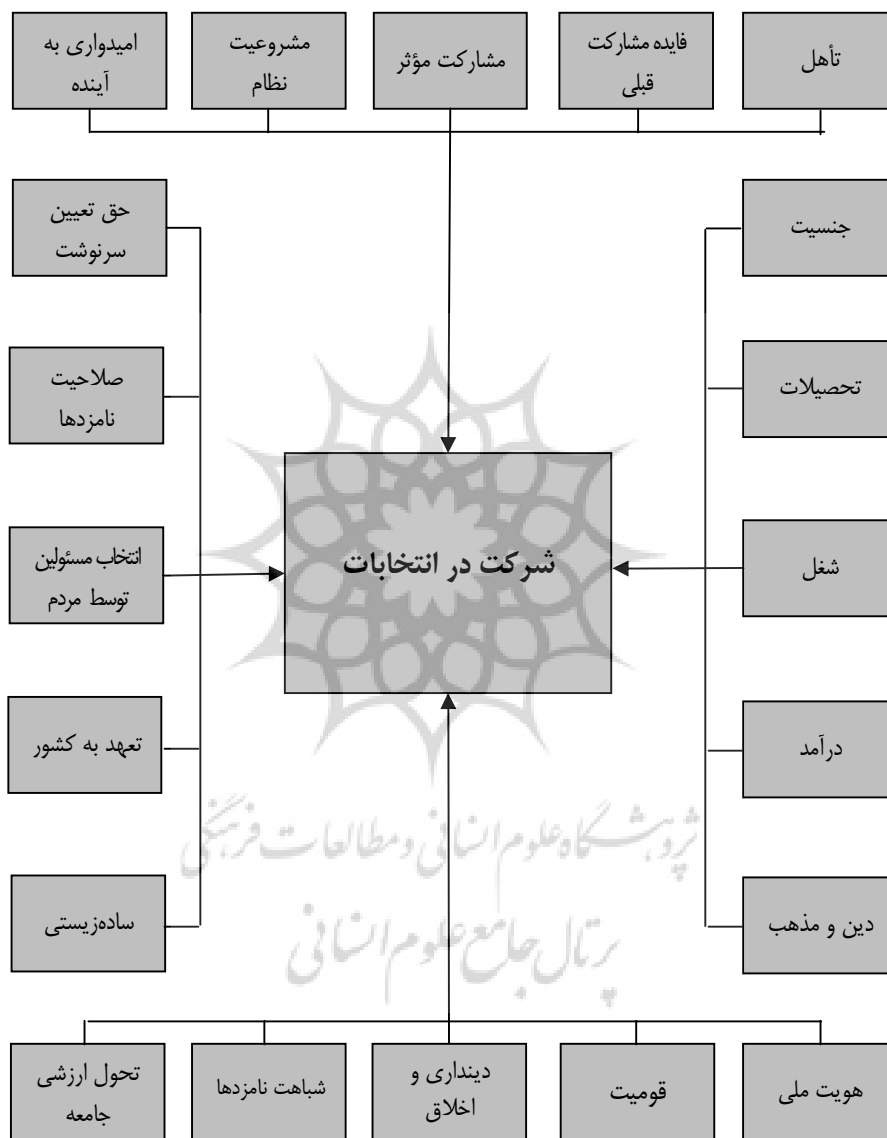 تأهل
فایده مشارکت
قبلی
مشارکت مؤثر
مشروعیت
نظام
امیدواری به
آینده
جنسیت
حق تعیین
سرنوشت
تحصیلات
صلاحیت
نامزدها
شغل
شرکت در انتخابات
انتخاب مسئولین
توسط مردم
درآمد
تعهد به کشور
پژوهشگاه علوم انسانی و مطالعات فرهنگی
دین و مذهب
ساده‌زیستی
پرتال جامع علوم انسانی
هویت ملی
قومیت
دینداری و
اخلاق
شباهت نامزدها
تحول ارزشی
جامعه